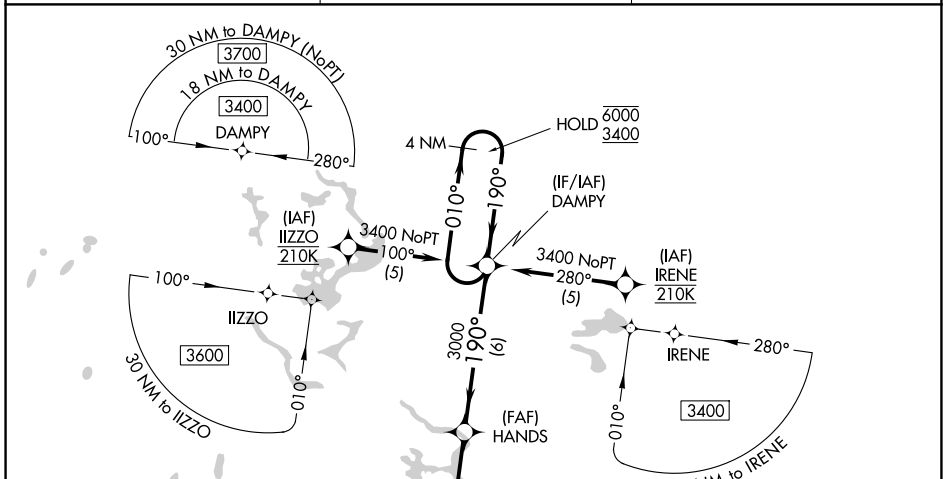 30 NM to DAMPY (NoPT)
3700
18 NM to DAMPY
3400
DAMPY
100°
280°
4 NM
HOLD 6000
3400
010°
190°
(IF/IAF)
DAMPY
(IAF)
IIZZO
210K
3400 NoPT
100°
(5)
3400 NoPT
280°
(5)
(IAF)
IRENE
210K
100°
IIZZO
3600
010°
30 NM to IIZZO
3000
190°
(6)
(FAF)
HANDS
IRENE
280°
3400
010°
NM to IRENE